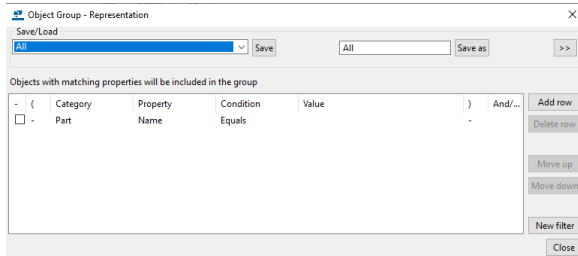 Object Group - Representation
Save/Load
All Save All Save as >>
Objects with matching properties will be included in the group
- ( Category Property Condition Value ) And/...
- Part Name Equals -
Add row
Delete row
Move up
Move down
New filter
Close